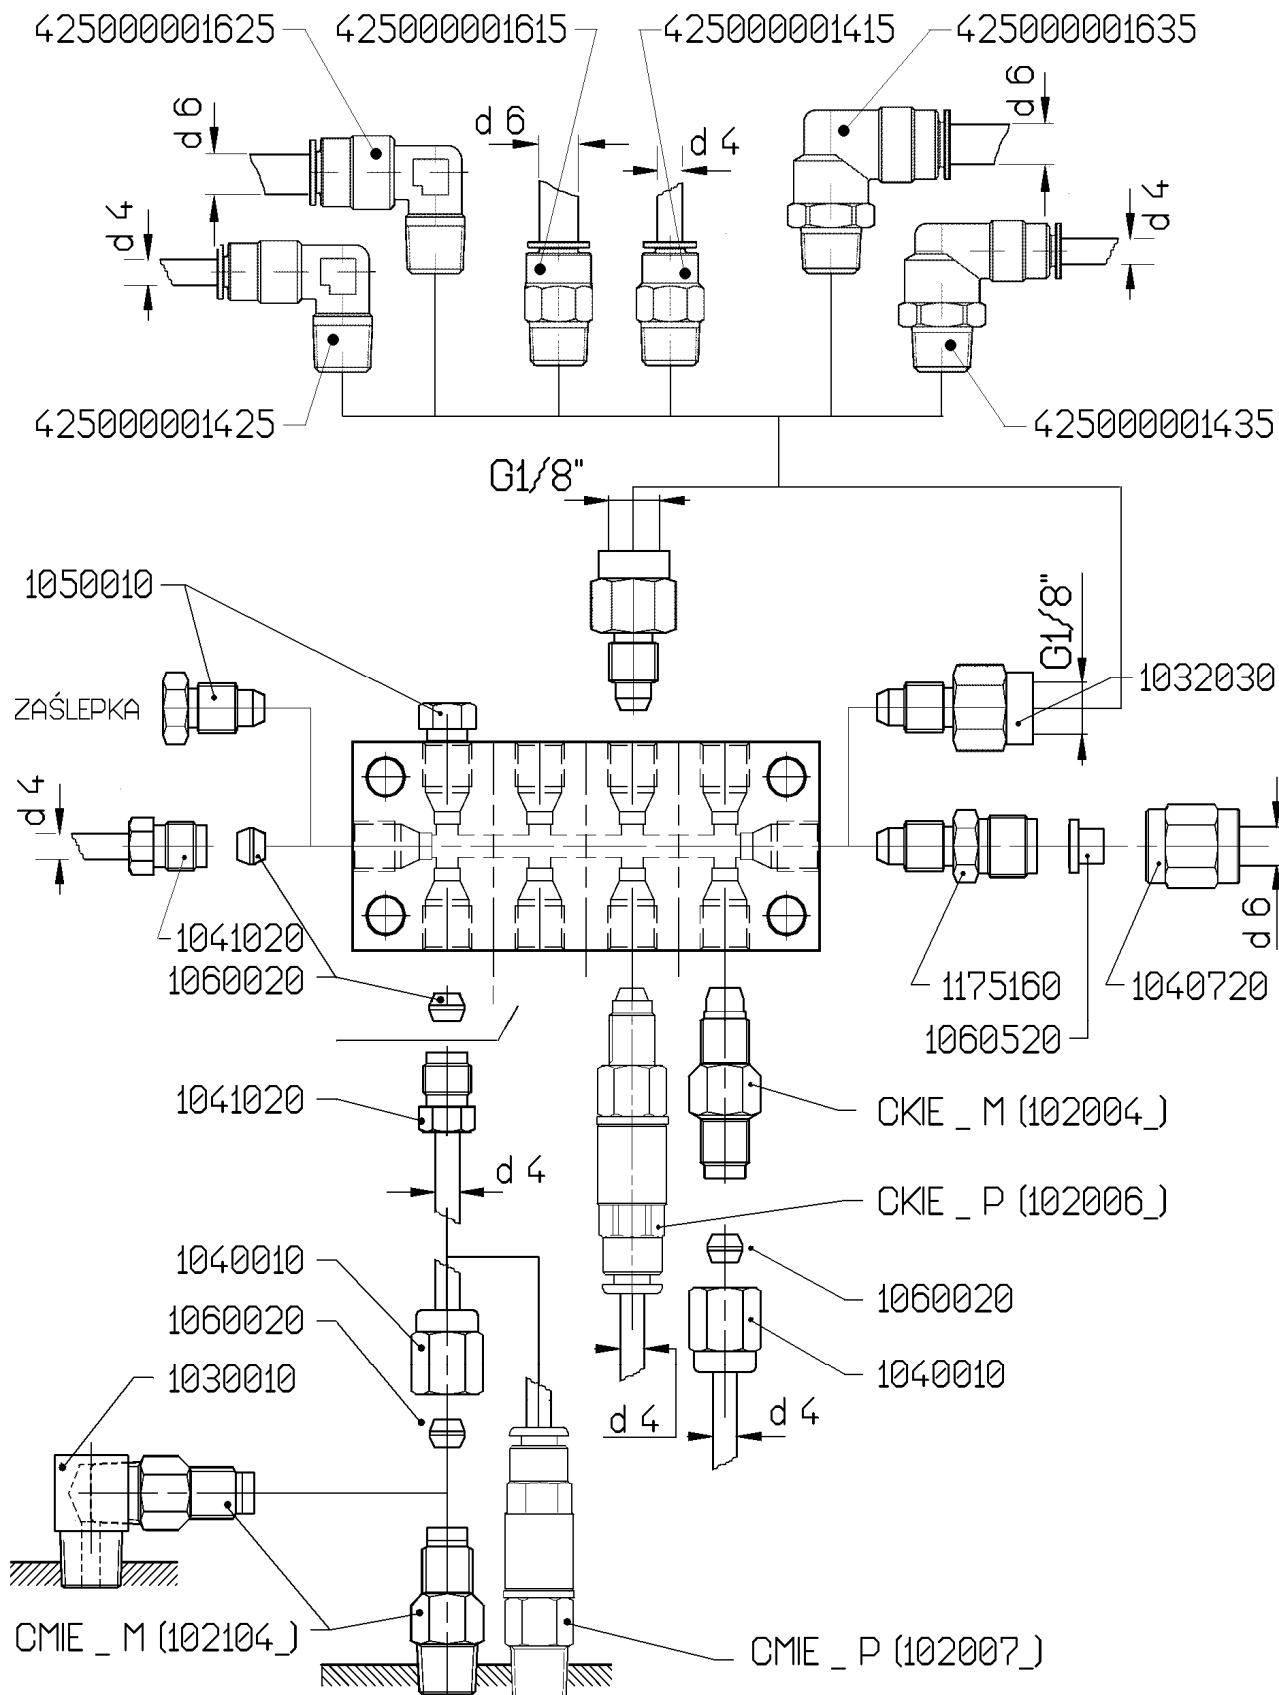 425000001625
425000001615
425000001415
425000001635
d 6
d 6
d 4
d 6
d 4
d 4
425000001425
425000001435
G1/8"
1050010
G1/8"
1032030
ZAŚLEPKA
d 4
1041020
1060020
d 6
1175160
1040720
1060520
1041020
CKIE _ M (102004_)
d 4
CKIE _ P (102006_)
1040010
1060020
1060020
1030010
1040010
d 4
d 4
CMIE _ M (102104_)
CMIE _ P (102007_)